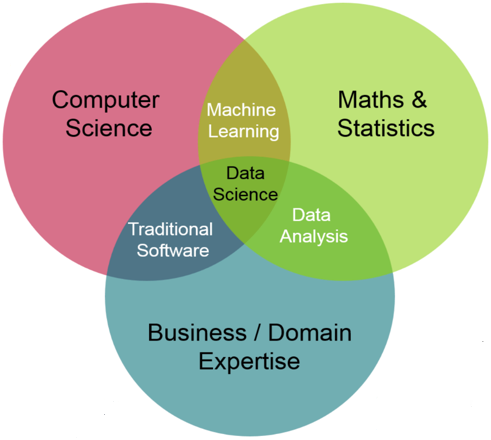 Computer
Science
Maths &
Statistics
Machine
Learning
Data
Science
Traditional
Software
Data
Analysis
Business / Domain
Expertise